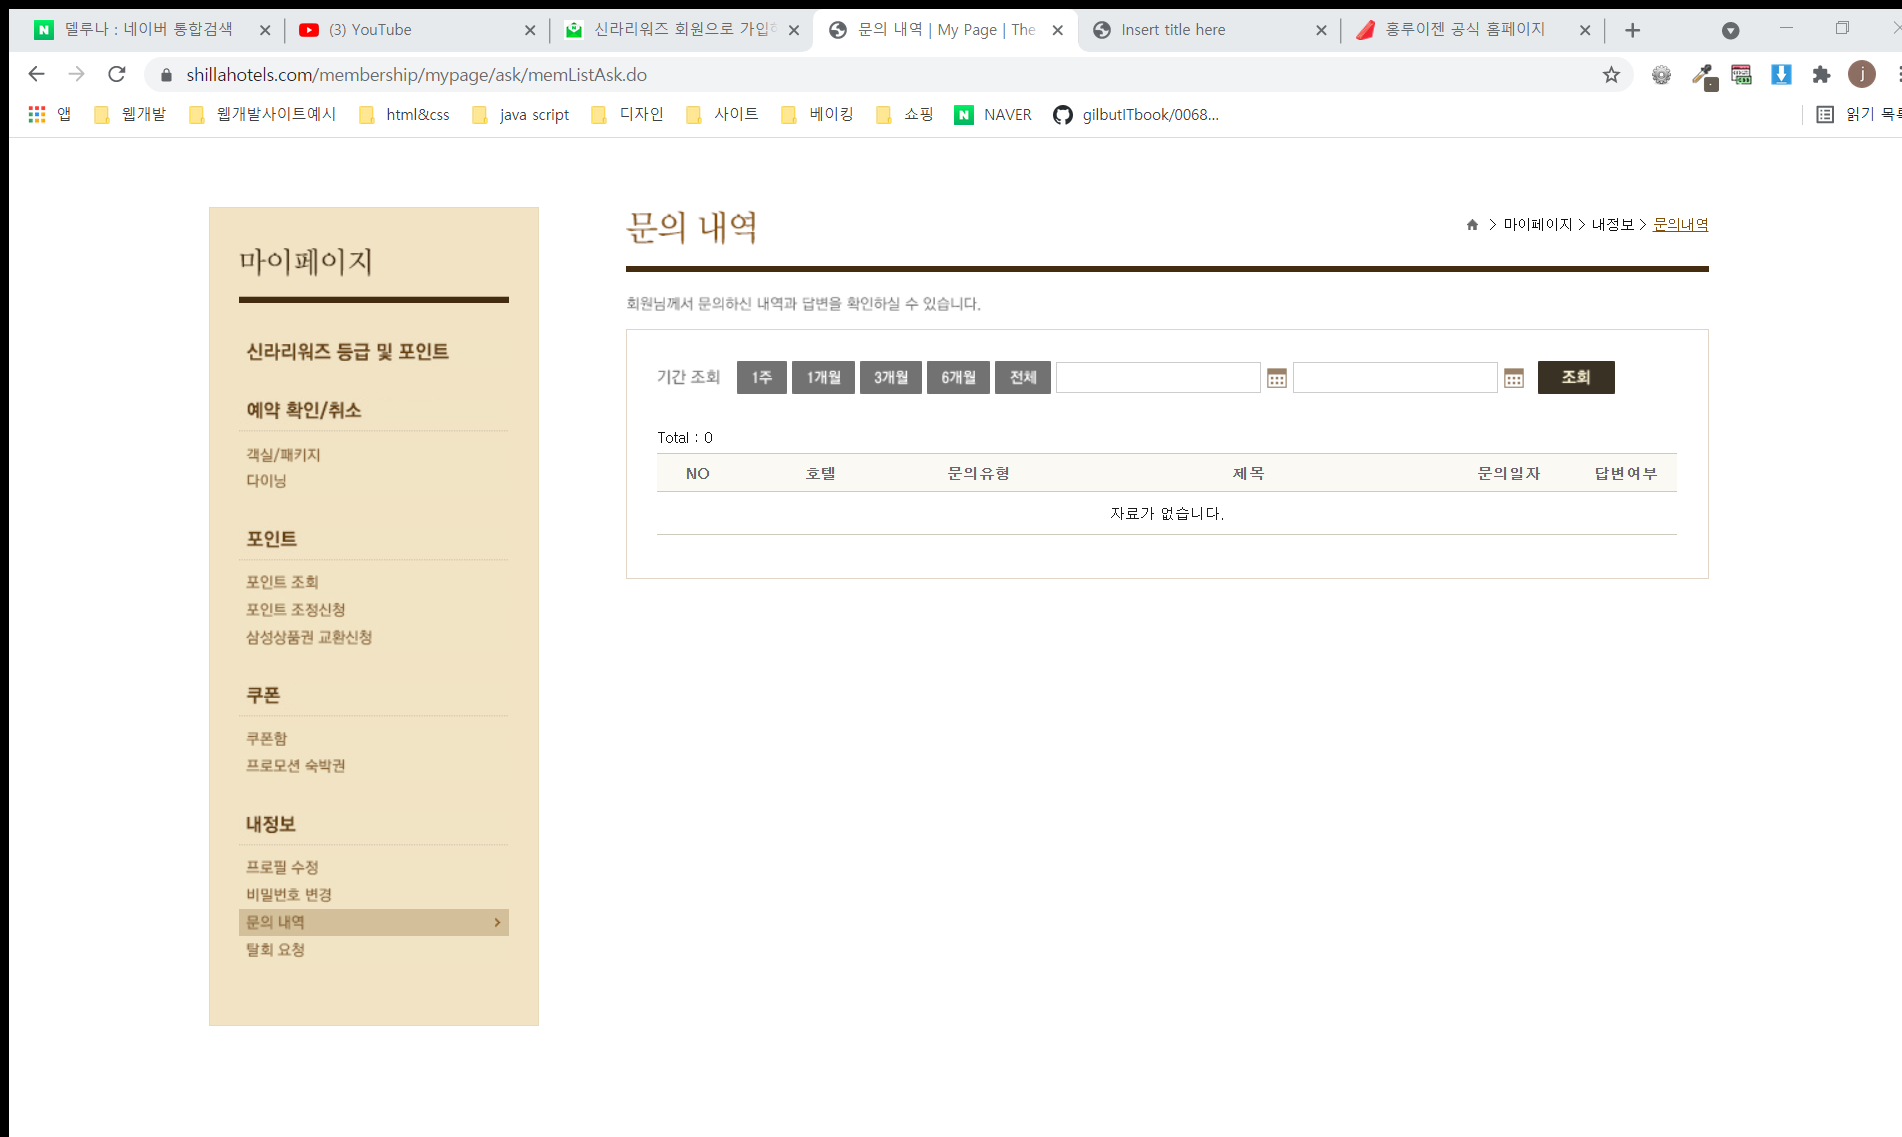 델루나 : 네이버 통합검색
(3) YouTube
신라리워즈 회원으로 가입하
문의 내역 | My Page | The
Insert title here
홍루이젠 공식 홈페이지
shillahotels.com/membership/mypage/ask/memListAsk.do
j
앱
웹개발
웹개발사이트예시
html&css
java script
디자인
사이트
베이킹
쇼핑
NAVER
gilbutITbook/0068...
읽기 목록
마이페이지
신라리워즈 등급 및 포인트
예약 확인/취소
객실/패키지
다이닝
포인트
포인트 조회
포인트 조정신청
삼성상품권 교환신청
쿠폰
쿠폰함
프로모션 숙박권
내정보
프로필 수정
비밀번호 변경
문의 내역 >
탈회 요청
문의 내역
> 마이페이지 > 내정보 > 문의내역
회원님께서 문의하신 내역과 답변을 확인하실 수 있습니다.
기간 조회 1주 1개월 3개월 6개월 전체 조회
Total : 0
NO 호텔 문의유형 제목 문의일자 답변여부
자료가 없습니다.